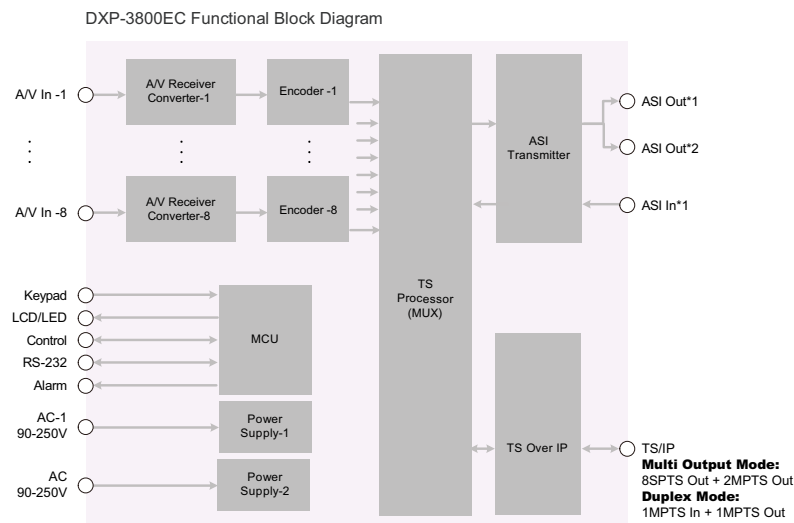 DXP-3800EC Functional Block Diagram
A/V In -1
A/V Receiver
Converter-1
Encoder -1
A/V In -8
A/V Receiver
Converter-8
Encoder -8
TS
Processor
(MUX)
ASI
Transmitter
ASI Out*1
ASI Out*2
ASI In*1
Keypad
LCD/LED
Control
RS-232
Alarm
MCU
AC-1
90-250V
Power
Supply-1
AC
90-250V
Power
Supply-2
TS Over IP
TS/IP
Multi Output Mode:
8SPTS Out + 2MPTS Out
Duplex Mode:
1MPTS In + 1MPTS Out